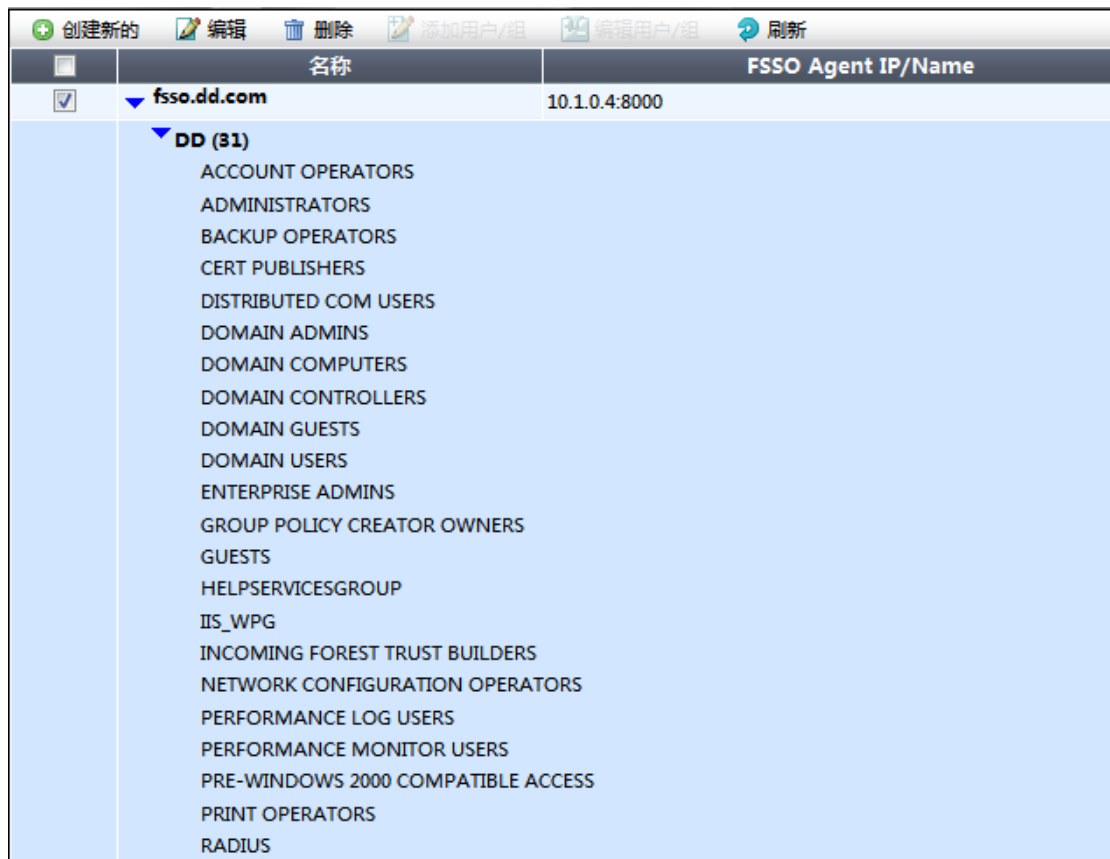 创建新的 编辑 删除 添加用户/组 编辑用户/组 刷新
名称 FSSO Agent IP/Name
fsso.dd.com 10.1.0.4:8000
DD (31)
ACCOUNT OPERATORS
ADMINISTRATORS
BACKUP OPERATORS
CERT PUBLISHERS
DISTRIBUTED COM USERS
DOMAIN ADMINS
DOMAIN COMPUTERS
DOMAIN CONTROLLERS
DOMAIN GUESTS
DOMAIN USERS
ENTERPRISE ADMINS
GROUP POLICY CREATOR OWNERS
GUESTS
HELPSERVICESGROUP
IIS_WPG
INCOMING FOREST TRUST BUILDERS
NETWORK CONFIGURATION OPERATORS
PERFORMANCE LOG USERS
PERFORMANCE MONITOR USERS
PRE-WINDOWS 2000 COMPATIBLE ACCESS
PRINT OPERATORS
RADIUS